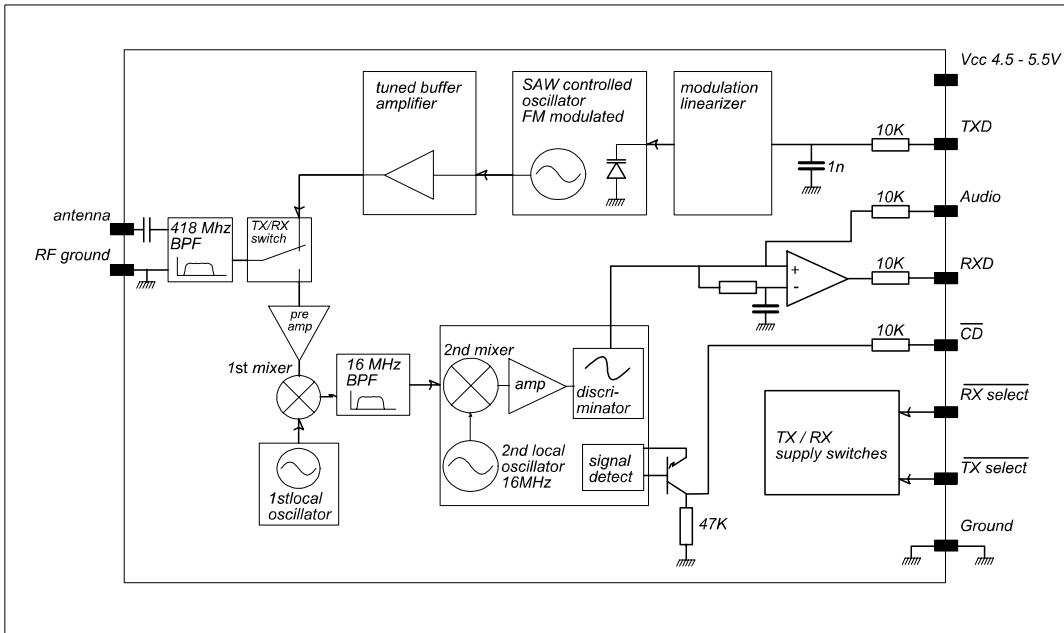 Vcc 4.5 - 5.5V
tuned buffer
amplifier
SAW controlled
oscillator
FM modulated
modulation
linearizer
10K
TXD
1n
10K
Audio
antenna
418 Mhz
BPF
TX/RX
switch
RF ground
+
-
10K
RXD
pre
amp
10K
CD
1st mixer
16 MHz
BPF
2nd mixer
amp
discri-
minator
RX select
TX / RX
supply switches
2nd local
oscillator
16MHz
signal
detect
TX select
1stlocal
oscillator
47K
Ground